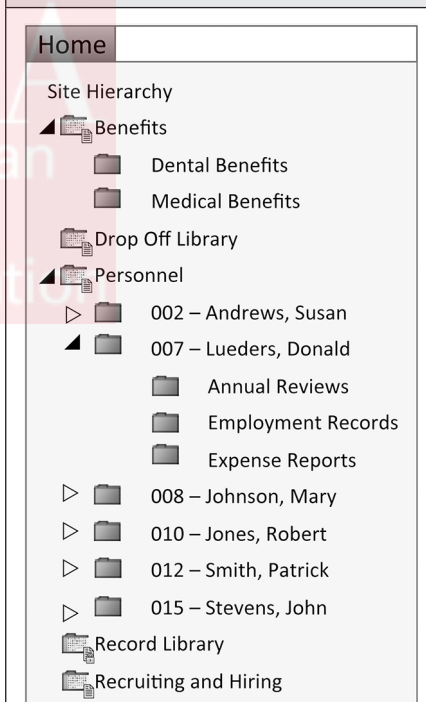 Home
Site Hierarchy
Benefits
Dental Benefits
Medical Benefits
Drop Off Library
Personnel
002 – Andrews, Susan
007 – Lueders, Donald
Annual Reviews
Employment Records
Expense Reports
008 – Johnson, Mary
010 – Jones, Robert
012 – Smith, Patrick
015 – Stevens, John
Record Library
Recruiting and Hiring